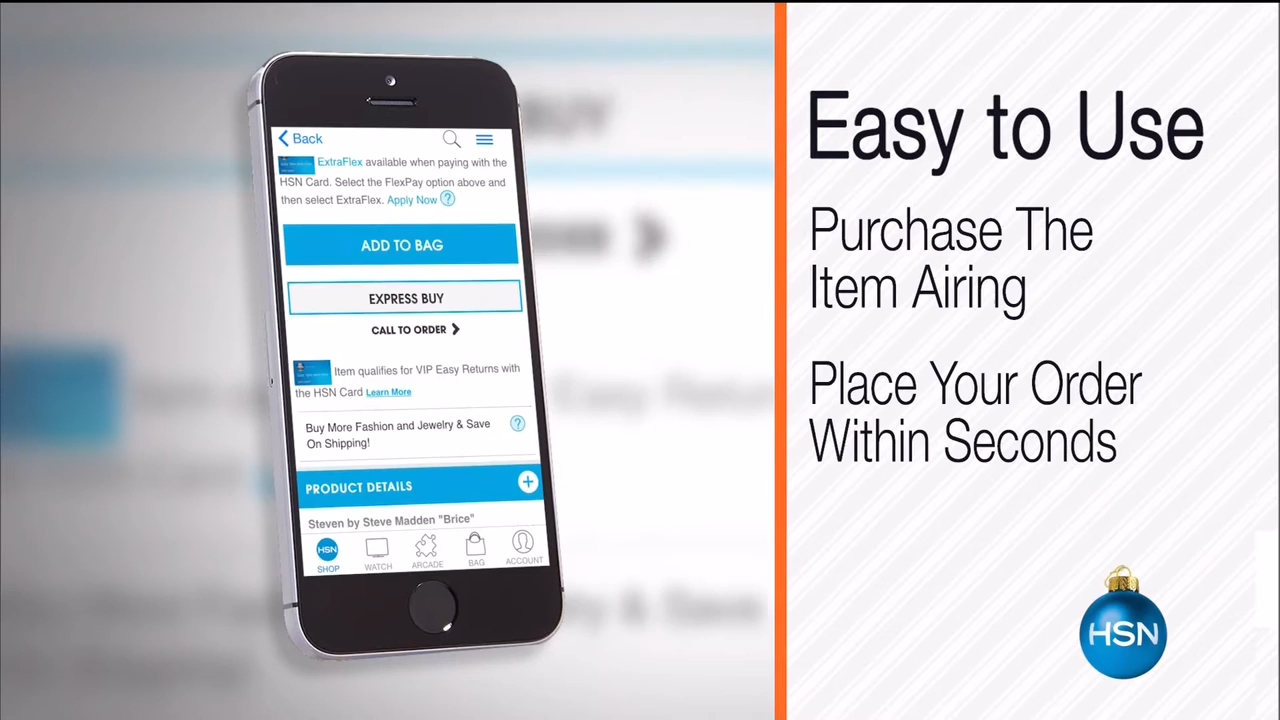 Back
ExtraFlex available when paying with the
HSN Card. Select the FlexPay option above and
then select ExtraFlex. Apply Now ?
ADD TO BAG
EXPRESS BUY
CALL TO ORDER
Item qualifies for VIP Easy Returns with
the HSN Card Learn More
Buy More Fashion and Jewelry & Save ?
On Shipping!
PRODUCT DETAILS +
Steven by Steve Madden "Brice"
HSN
SHOP WATCH ARCADE BAG ACCOUNT
Easy to Use
Purchase The
Item Airing
Place Your Order
Within Seconds
HSN